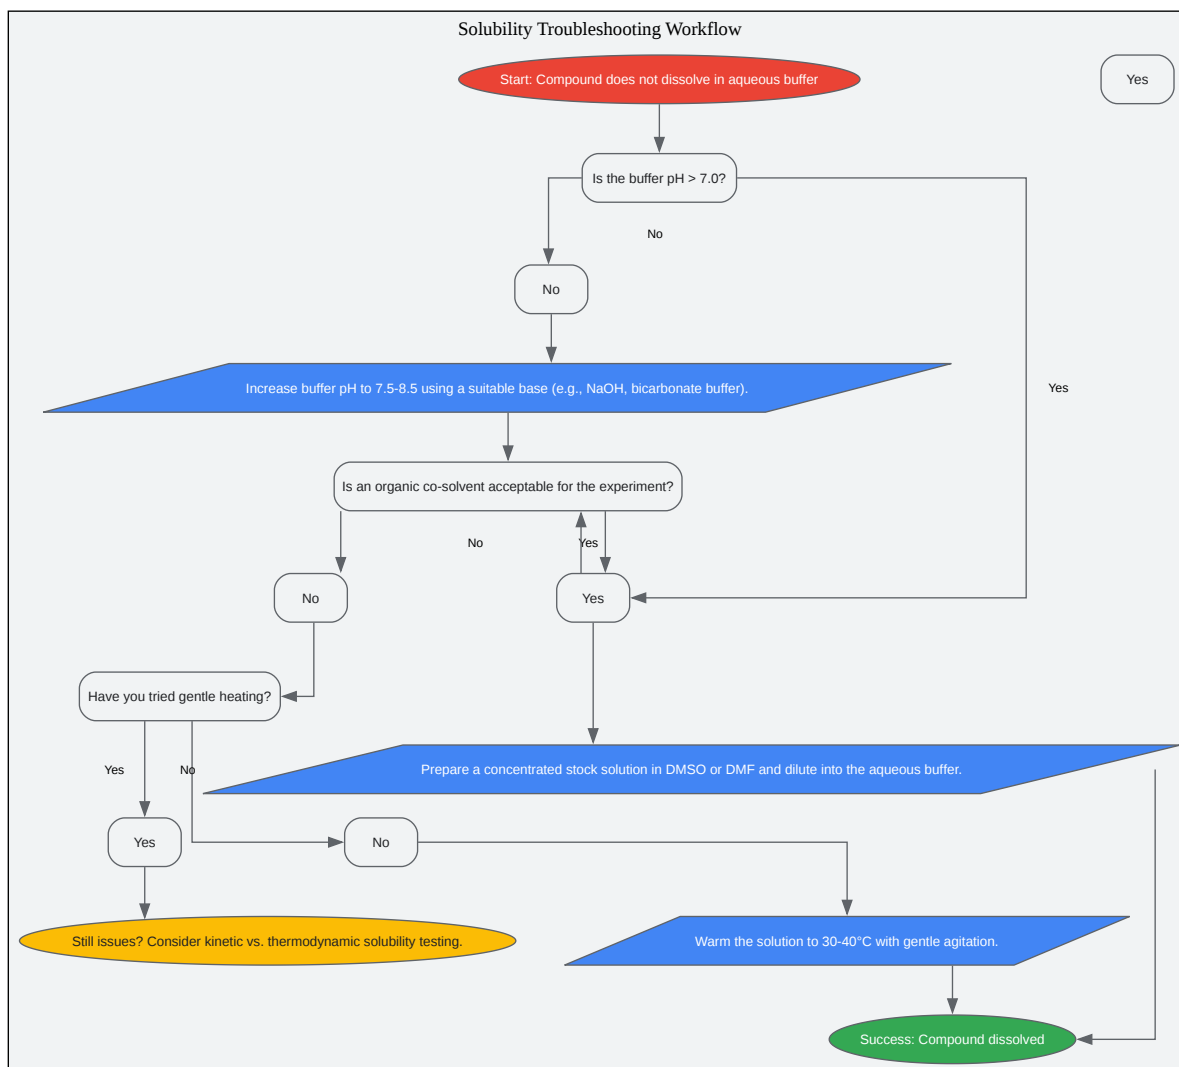 Solubility Troubleshooting Workflow
Start: Compound does not dissolve in aqueous buffer
Yes
Is the buffer pH > 7.0?
No
No
Increase buffer pH to 7.5-8.5 using a suitable base (e.g., NaOH, bicarbonate buffer).
Yes
Is an organic co-solvent acceptable for the experiment?
No
Yes
No
Yes
Have you tried gentle heating?
Yes
No
Prepare a concentrated stock solution in DMSO or DMF and dilute into the aqueous buffer.
Yes
No
Still issues? Consider kinetic vs. thermodynamic solubility testing.
Warm the solution to 30-40°C with gentle agitation.
Success: Compound dissolved